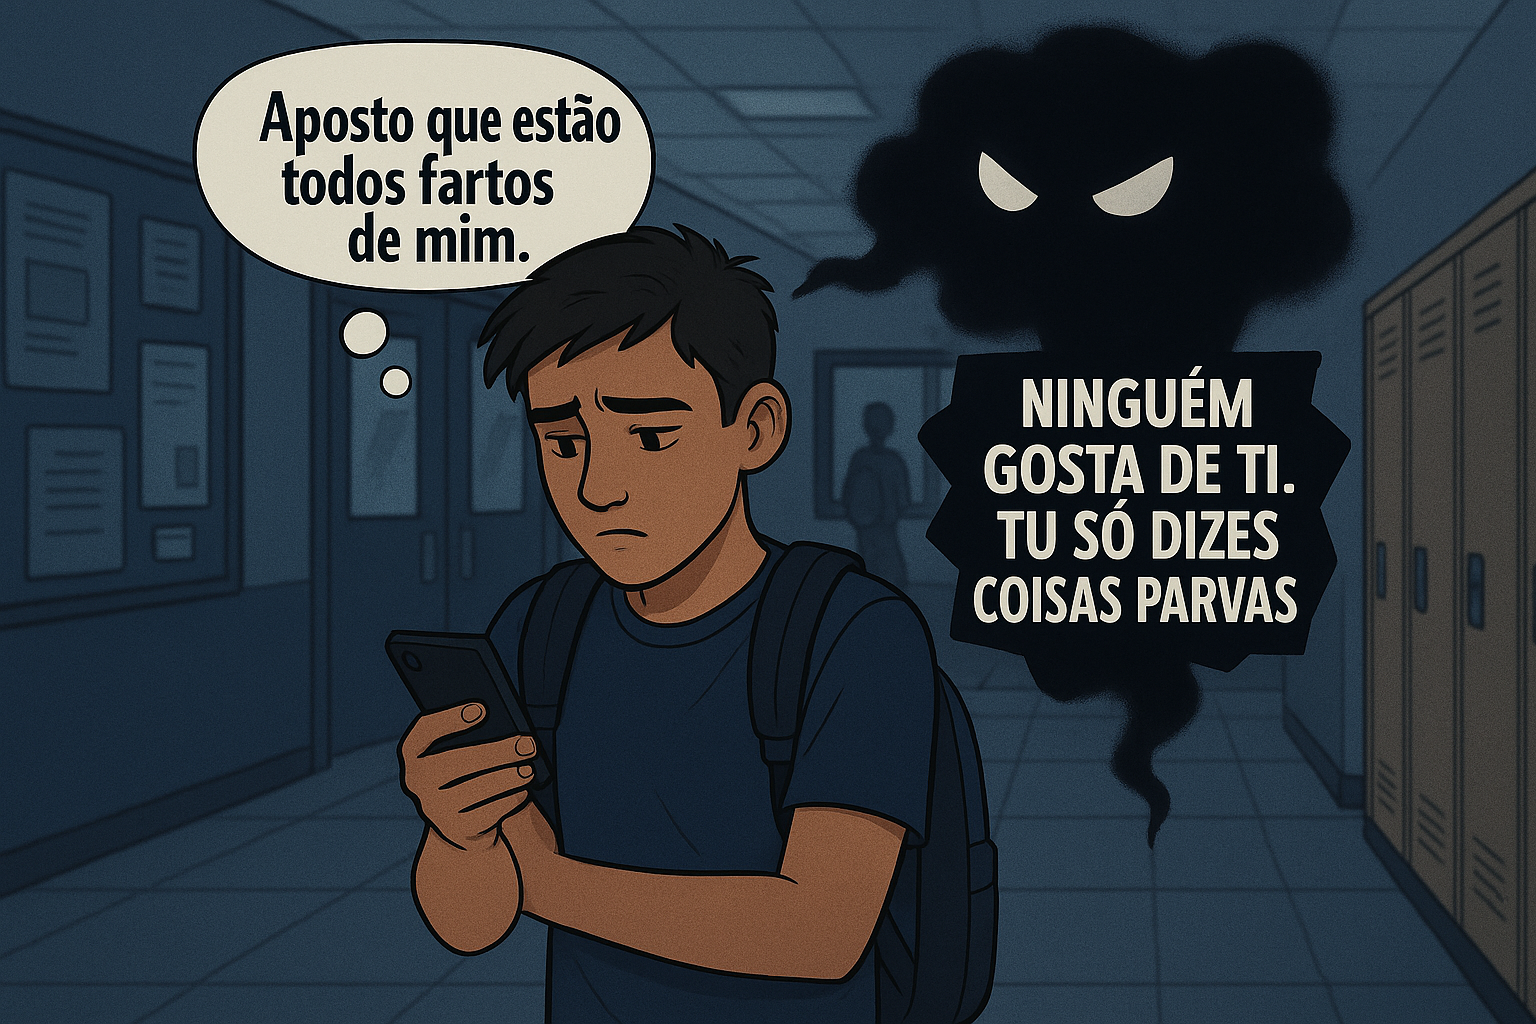 Aposto que estão
todos fartos
de mim.
NINGUÉM
GOSTA DE TI.
TU SÓ DIZES
COISAS PARVAS